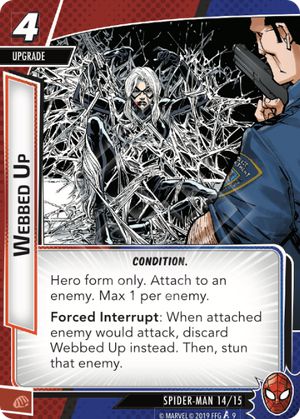 4
UPGRADE
WEBBED UP
CONDITION.
Hero form only. Attach to an
enemy. Max 1 per enemy.
Forced Interrupt: When attached
enemy would attack, discard
Webbed Up instead. Then, stun
that enemy.
SPIDER-MAN 14/15
© MARVEL © 2019 FFG A 9